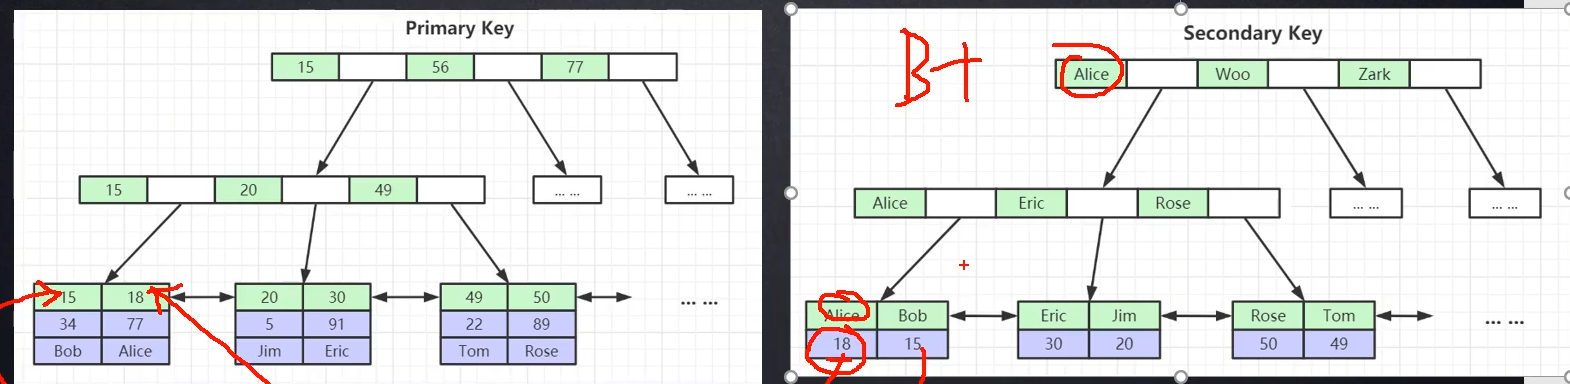 Primary Key
15 56 77
15 20 49 ... ... ... ...
15 18 20 30 49 50 ... ...
34 77 5 91 22 89
Bob Alice Jim Eric Tom Rose
Secondary Key
B+
Alice Woo Zark
Alice Eric Rose ... ... ... ...
Alice Bob Eric Jim Rose Tom ... ...
18 15 30 20 50 49